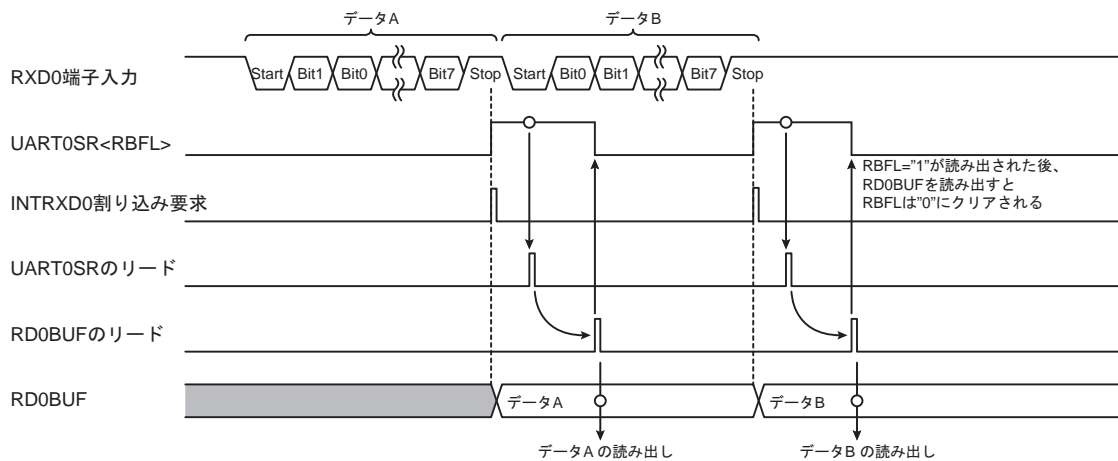 データA データB
RXD0端子入力 Start Bit1 Bit0 Bit7 Stop Start Bit0 Bit1 Bit7 Stop
UART0SR<RBFL>
RBFL="1"が読み出された後、
RD0BUFを読み出すと
RBFLは"0"にクリアされる
INTRXD0割り込み要求
UART0SRのリード
RD0BUFのリード
RD0BUF データA データB
データA の読み出し データB の読み出し